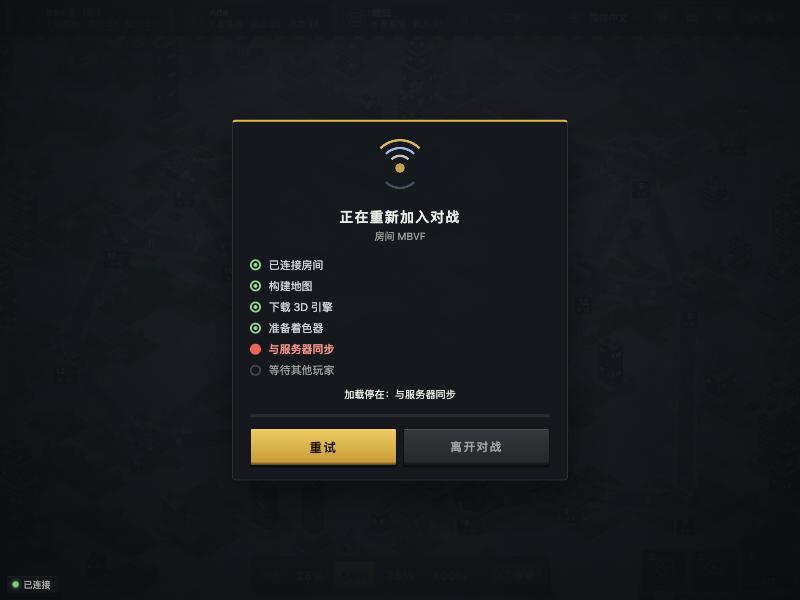 正在重新加入对战
房间 MBVF
已连接房间
构建地图
下载 3D 引擎
准备着色器
与服务器同步
等待其他玩家
加载停在：与服务器同步
重试
离开对战
已连接